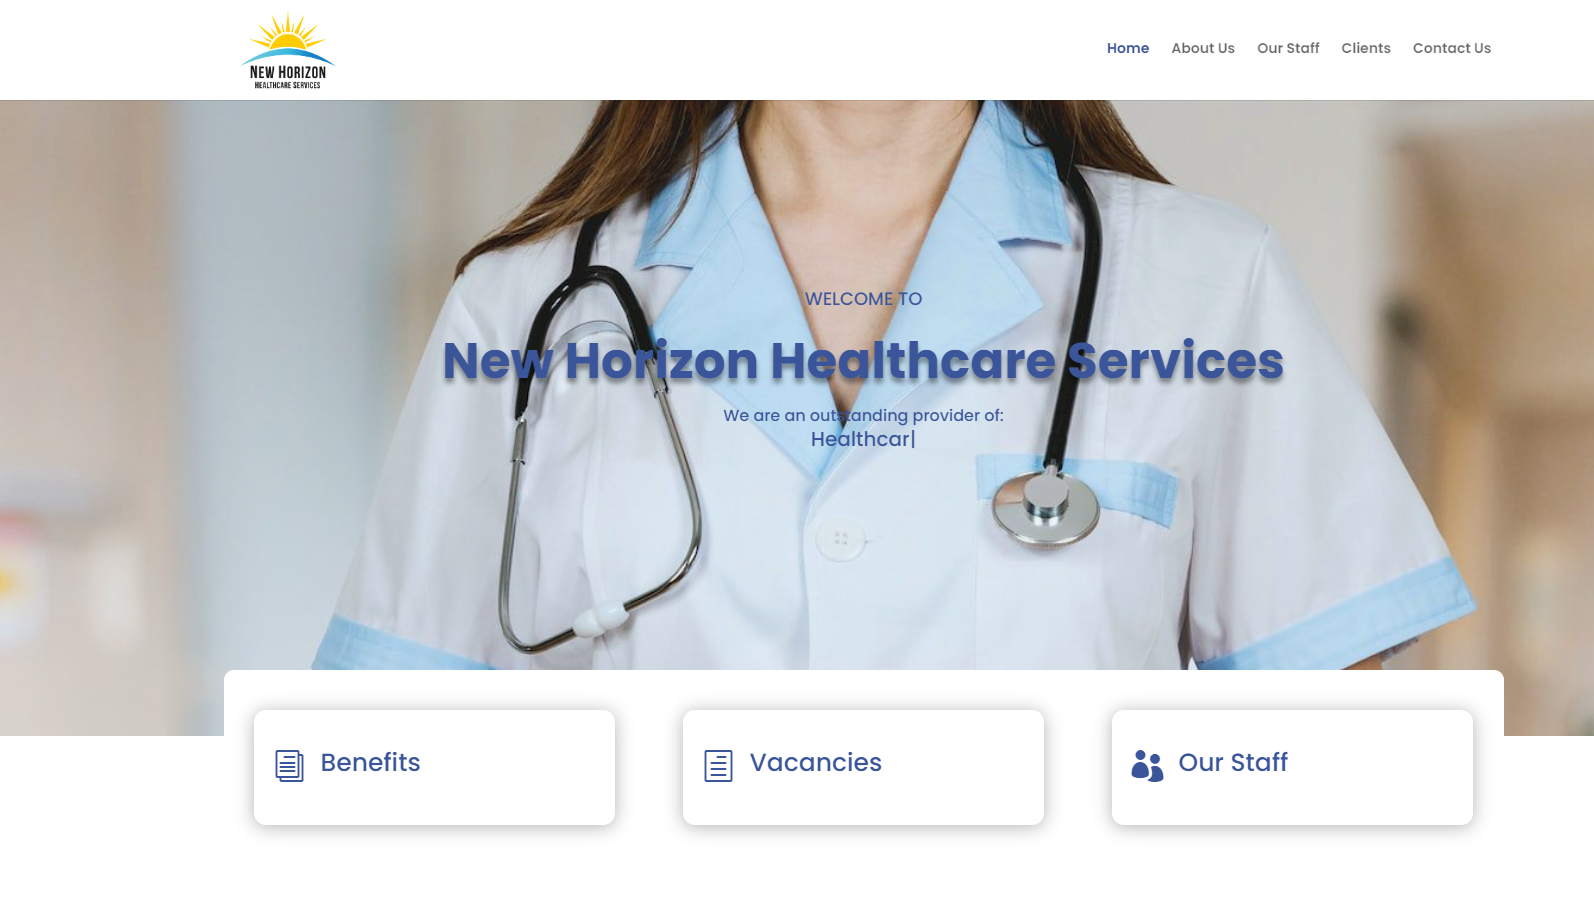 New Horizon
Healthcare Services
Home About Us Our Staff Clients Contact Us
WELCOME TO
New Horizon Healthcare Services
We are an outstanding provider of:
Healthcar|
Benefits
Vacancies
Our Staff